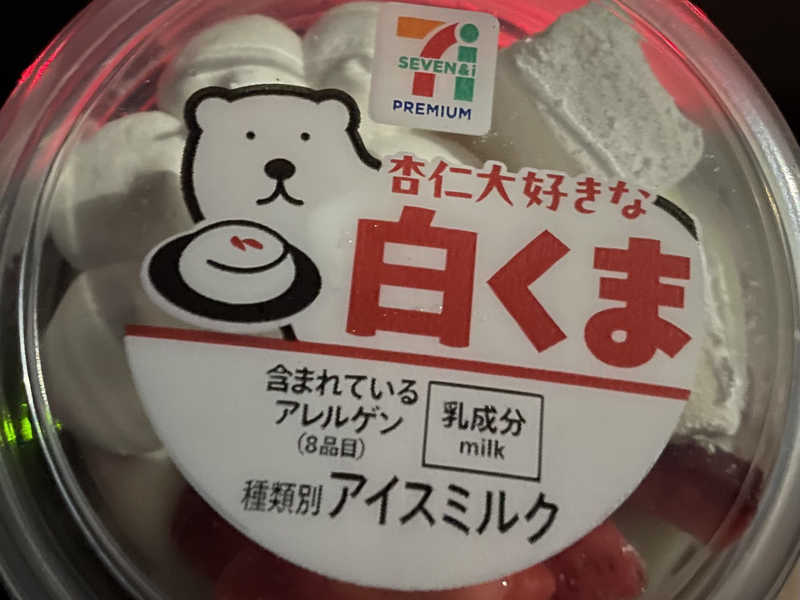 SEVEN&i
PREMIUM
杏仁大好きな
白くま
含まれている
アレルゲン
(8品目)
乳成分
milk
種類別 アイスミルク